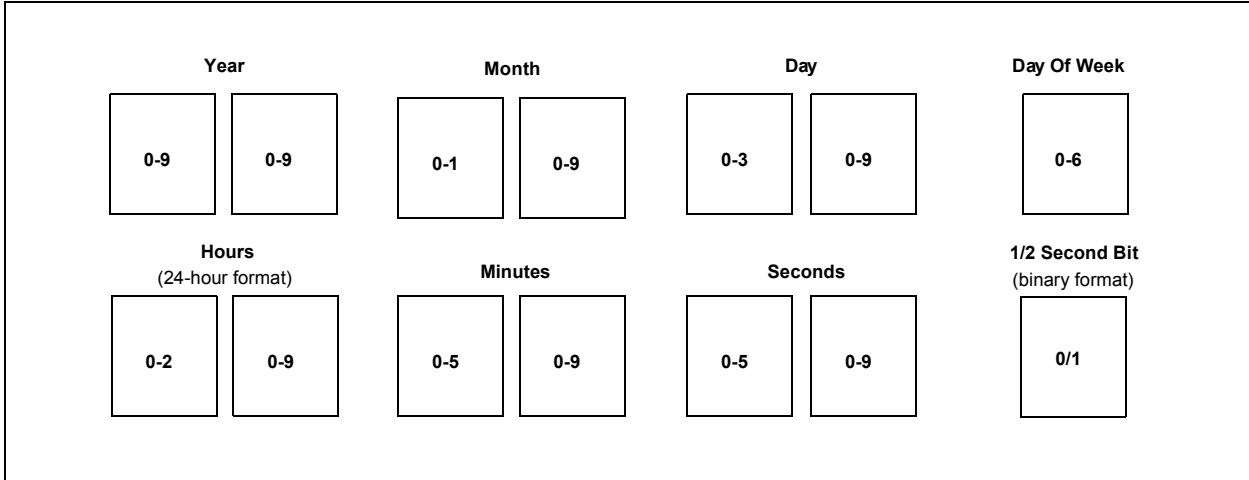 Year Month Day Day Of Week
0-9 0-9 0-1 0-9 0-3 0-9 0-6
Hours
(24-hour format)
Minutes Seconds
1/2 Second Bit
(binary format)
0-2 0-9 0-5 0-9 0-5 0-9 0/1